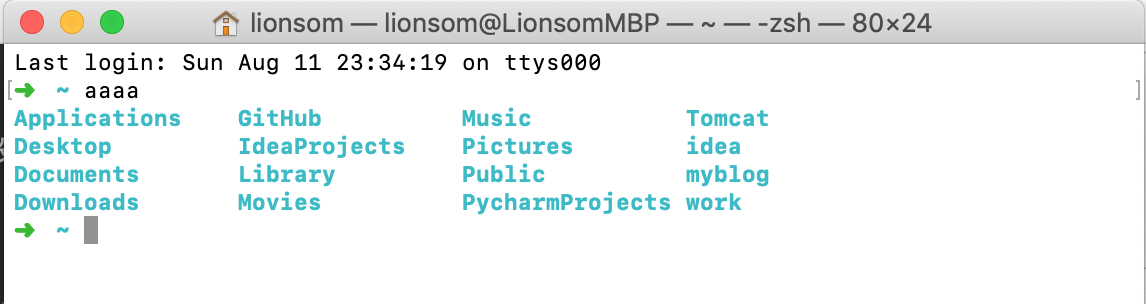 lionsom — lionsom@LionsomMBP — ~ — -zsh — 80×24
Last login: Sun Aug 11 23:34:19 on ttys000
[➜  ~ aaaa ]
Applications    GitHub          Music           Tomcat
Desktop         IdeaProjects    Pictures        idea
Documents       Library         Public          myblog
Downloads       Movies          PycharmProjects work
➜  ~